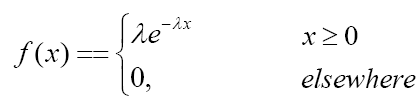 f(x) == { λe^{-λx} x ≥ 0
0, elsewhere